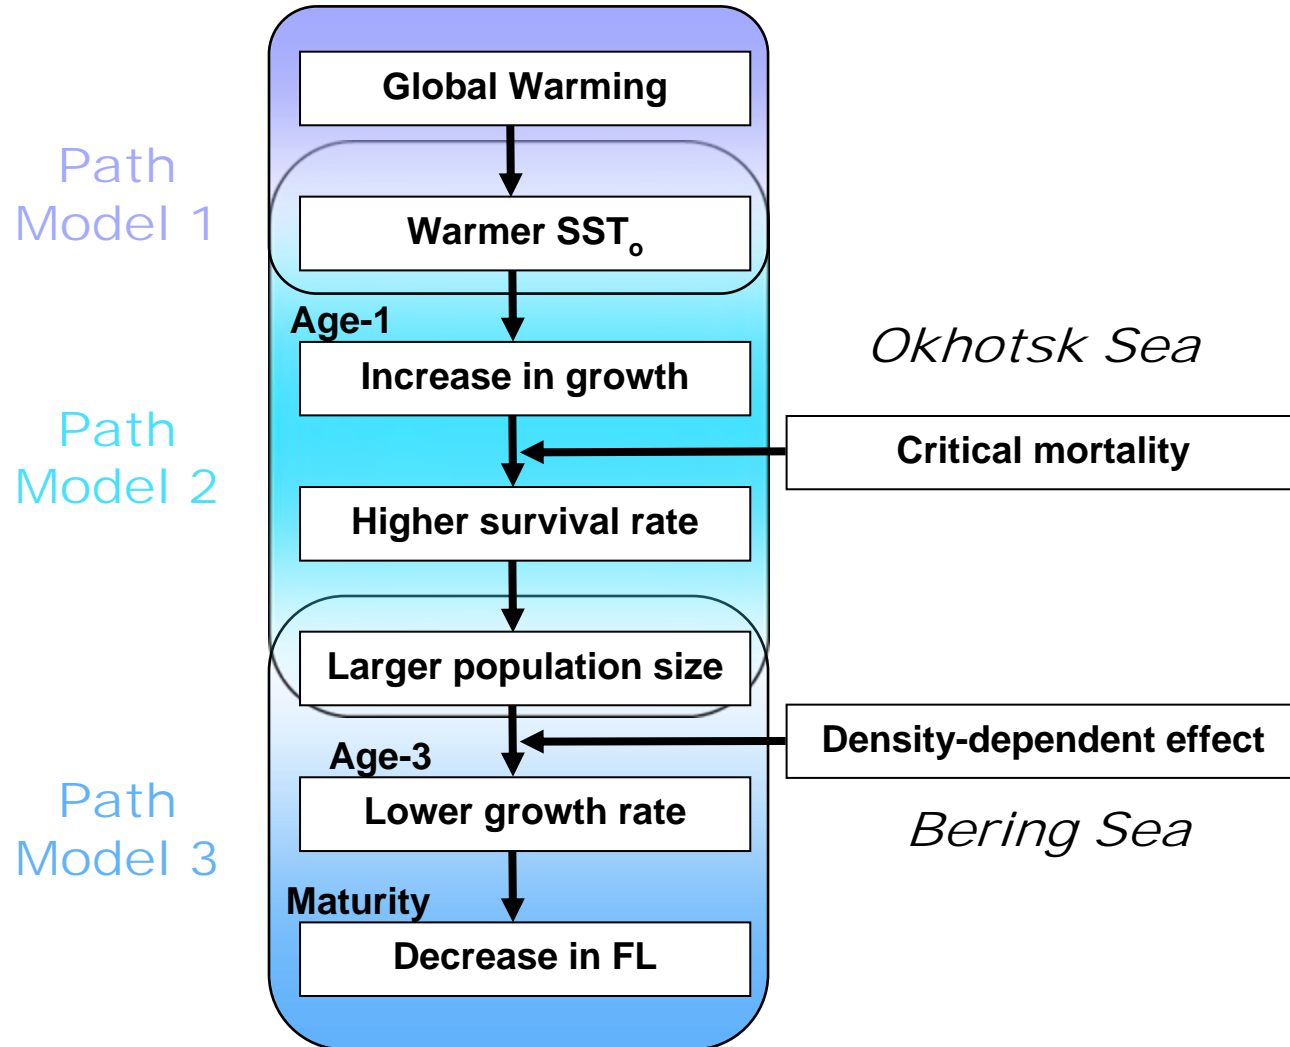 Global Warming
Path
Model 1
Warmer SSTo
Age-1
Okhotsk Sea
Increase in growth
Path
Model 2
Critical mortality
Higher survival rate
Larger population size
Density-dependent effect
Age-3
Lower growth rate
Path
Model 3
Bering Sea
Maturity
Decrease in FL